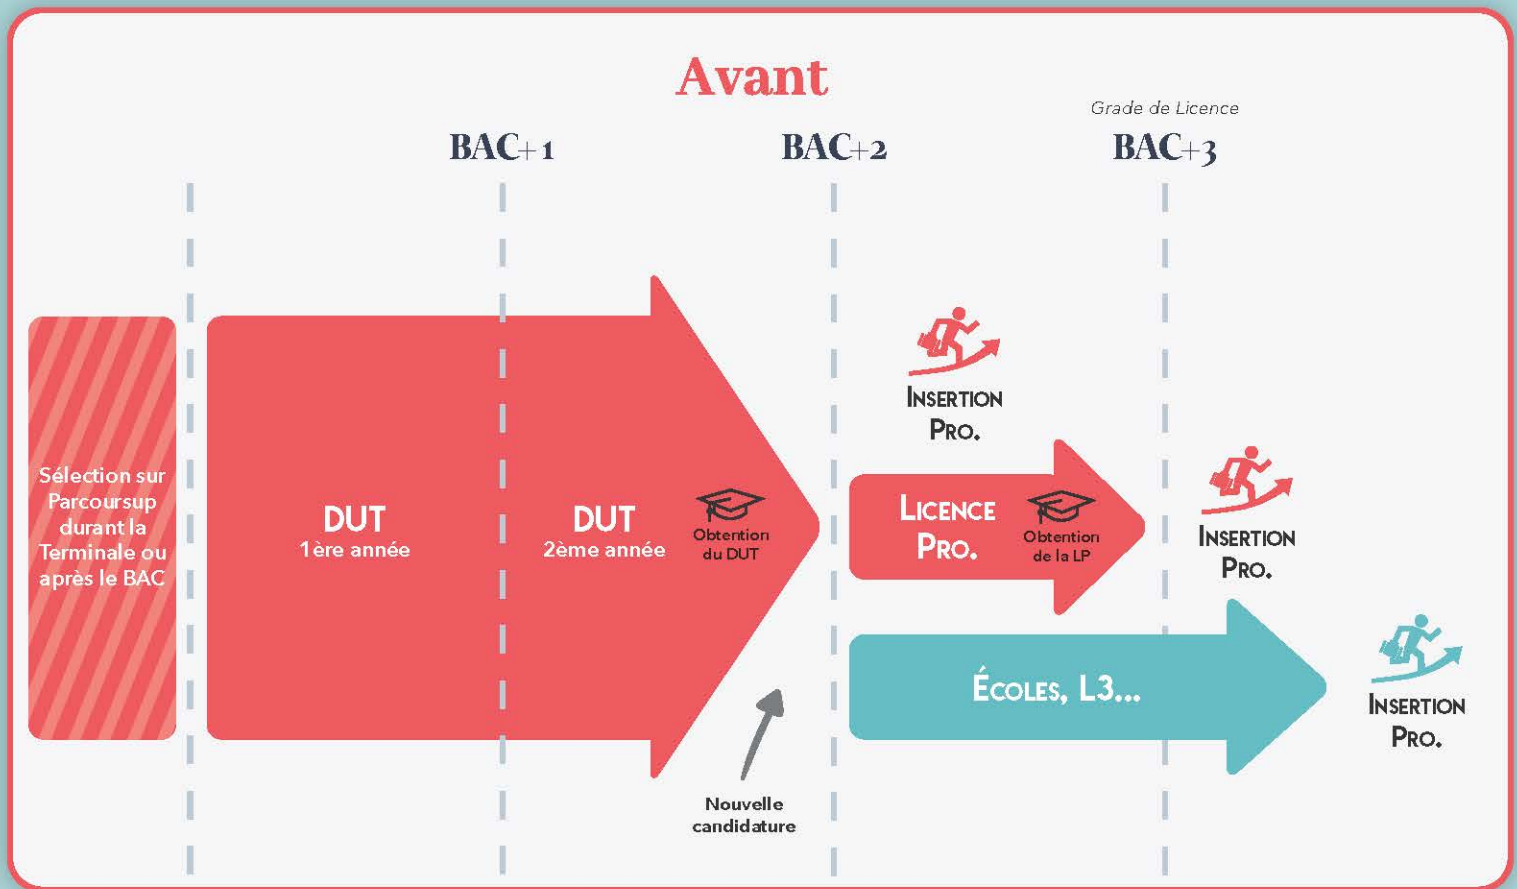 Avant
Grade de Licence
BAC+1
BAC+2
BAC+3
Sélection sur
Parcoursup
durant la
Terminale ou
après le BAC
DUT
1ère année
DUT
2ème année
Obtention
du DUT
Nouvelle
candidature
INSERTION
PRO.
LICENCE
PRO.
Obtention
de la LP
INSERTION
PRO.
ÉCOLES, L3...
INSERTION
PRO.